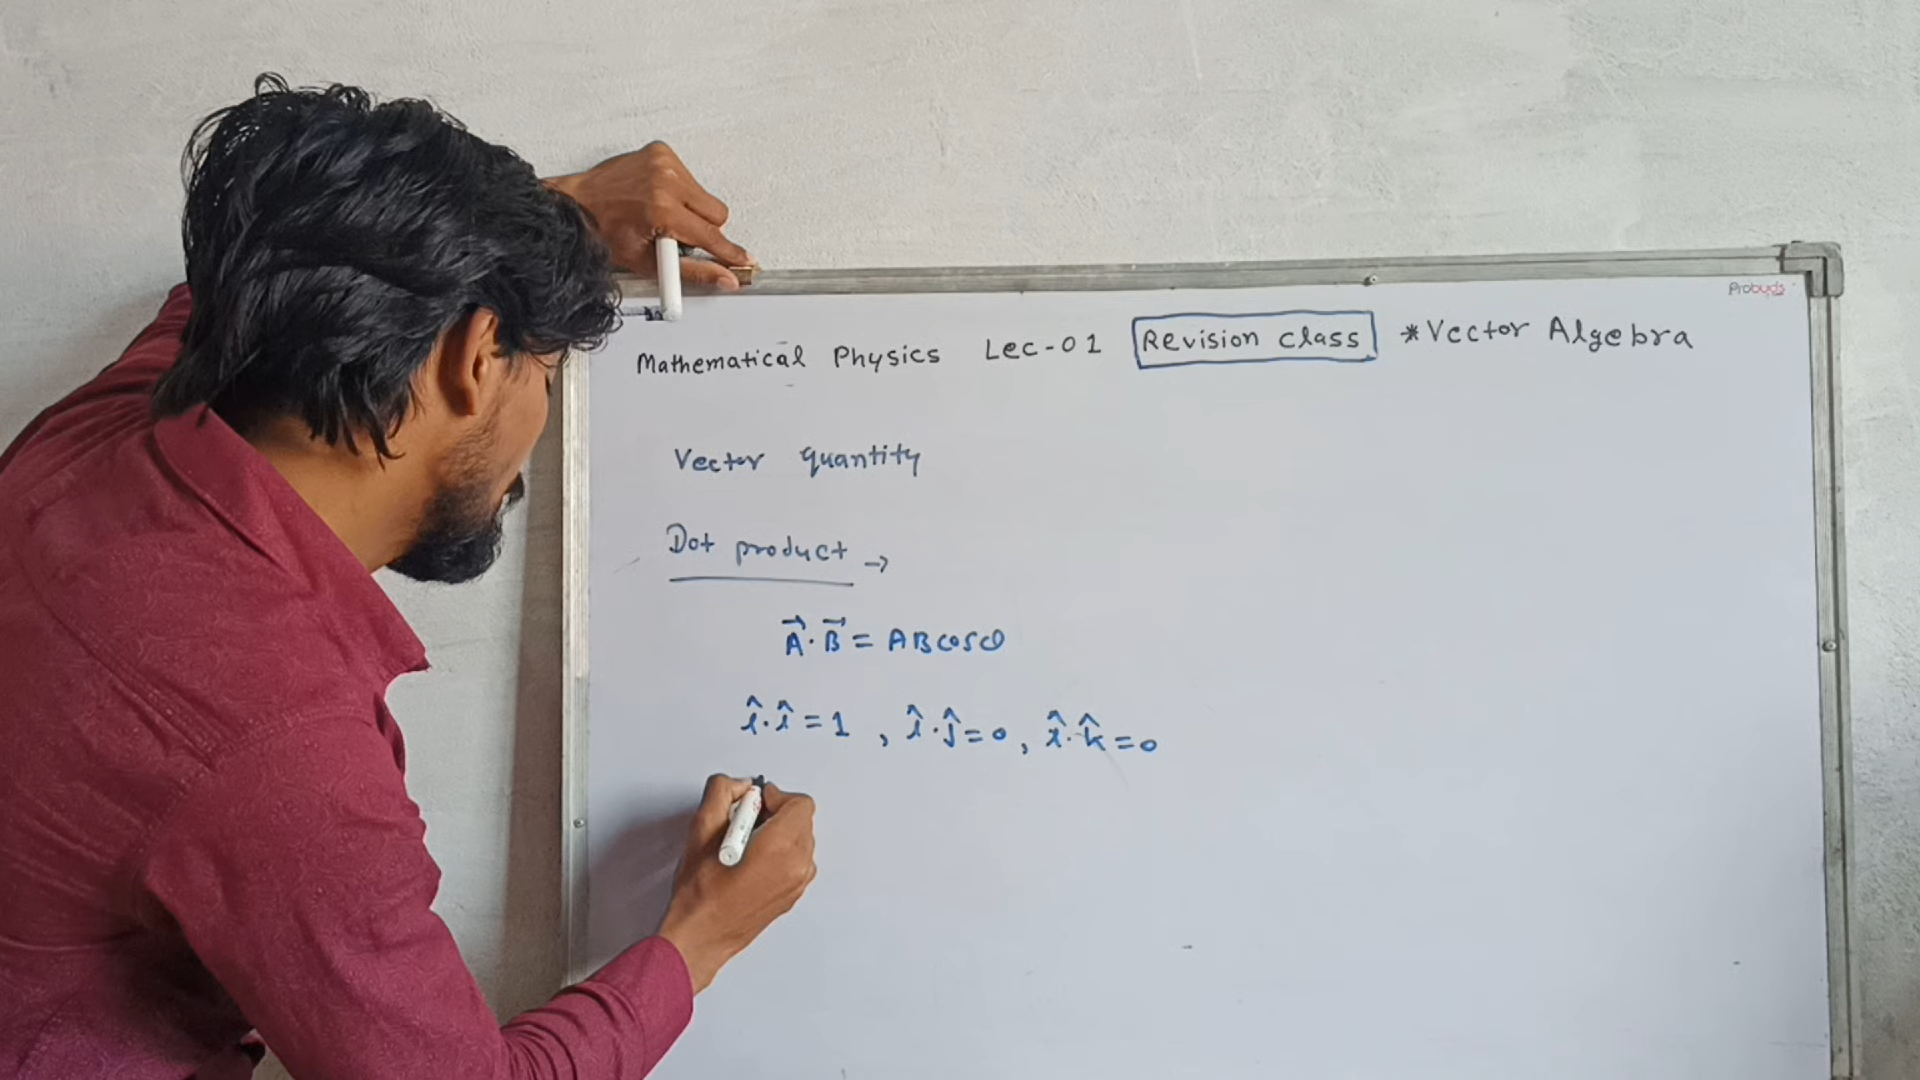 Probuds
Mathematical Physics Lec-01 Revision class *Vector Algebra
Vector quantity
Dot product →
A⃗·B⃗ = ABcosθ
î·î = 1 , î·ĵ = 0 , î·k̂ = 0